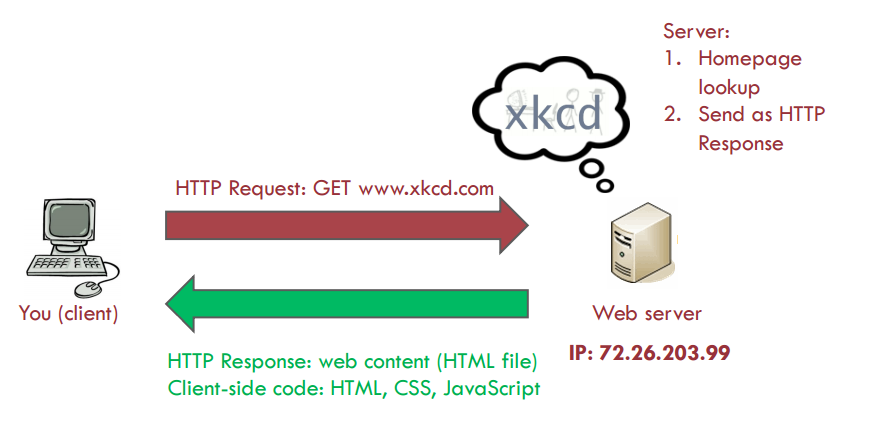 Server:
1. Homepage
lookup
2. Send as HTTP
Response
xkcd
HTTP Request: GET www.xkcd.com
You (client)
Web server
IP: 72.26.203.99
HTTP Response: web content (HTML file)
Client-side code: HTML, CSS, JavaScript